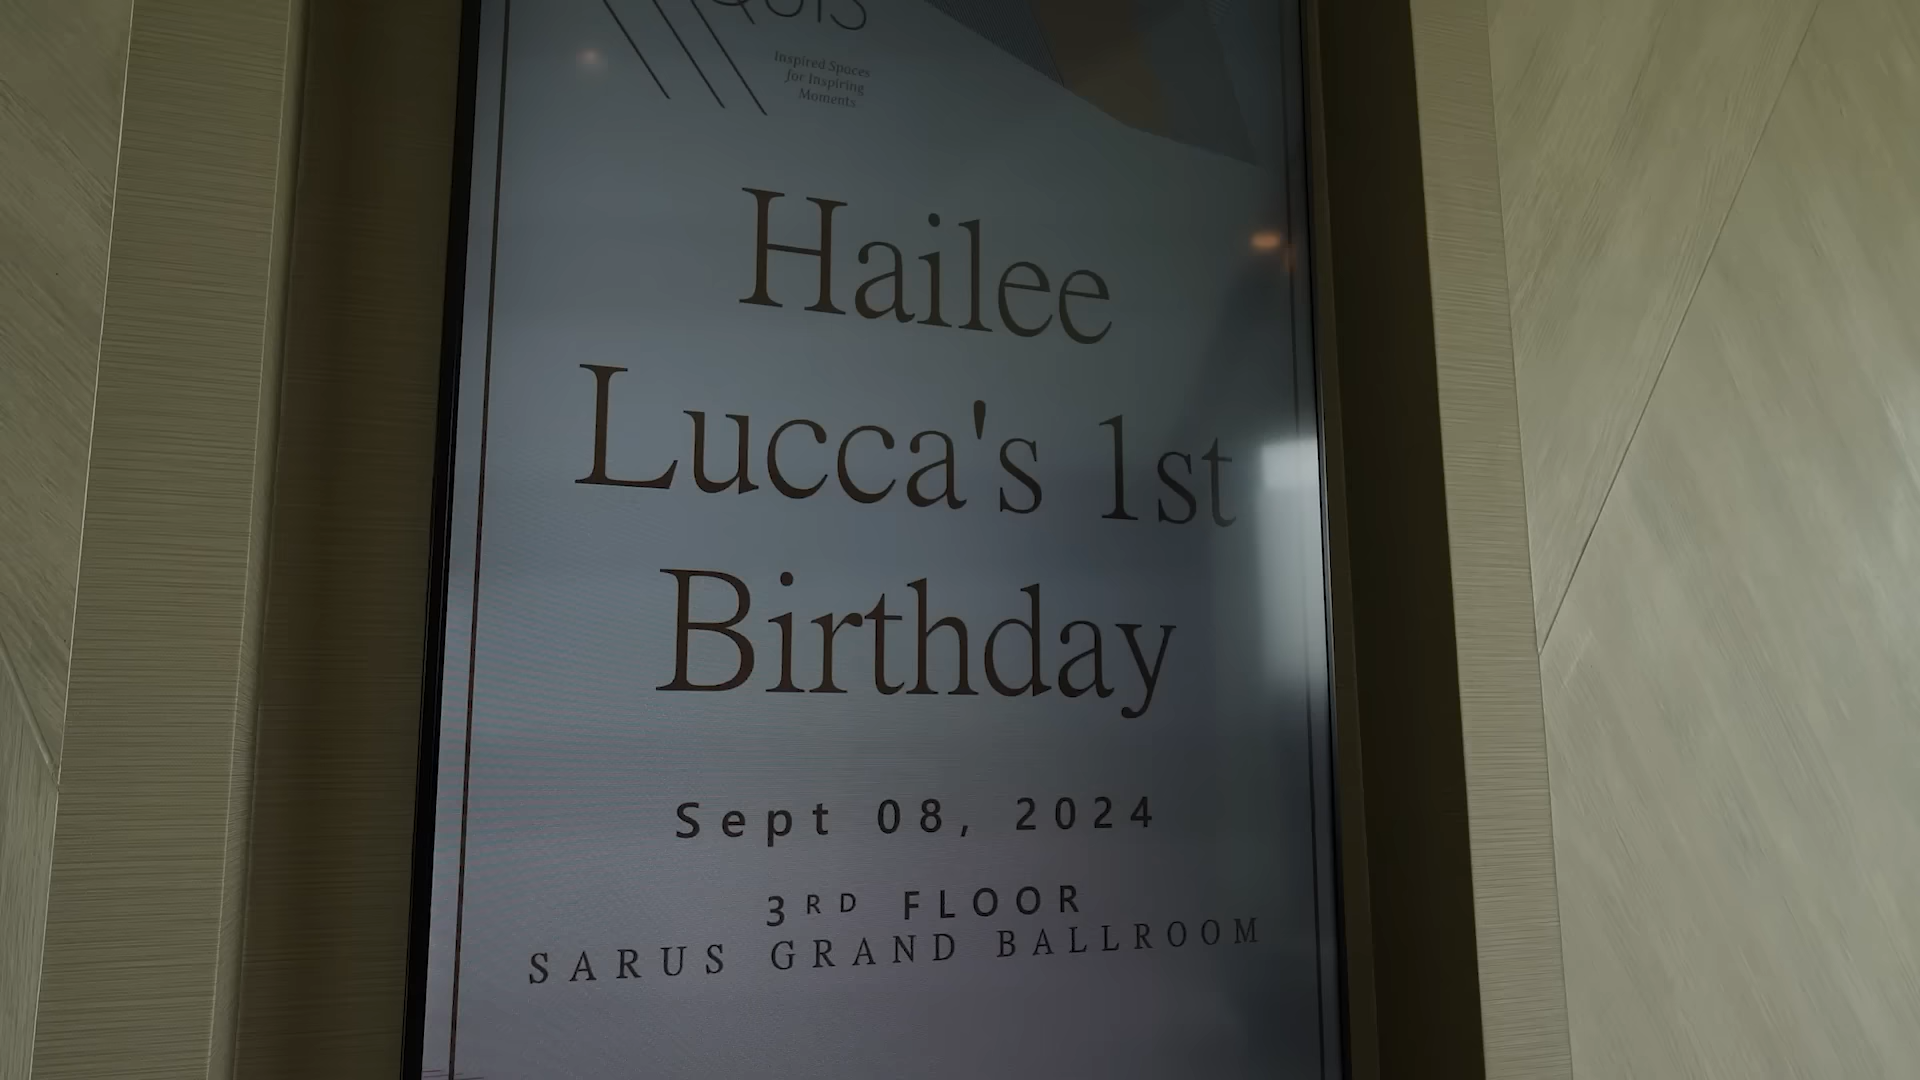 Inspired Spaces
for Inspiring
Moments
Hailee
Lucca's 1st
Birthday
Sept 08, 2024
3RD FLOOR
SARUS GRAND BALLROOM